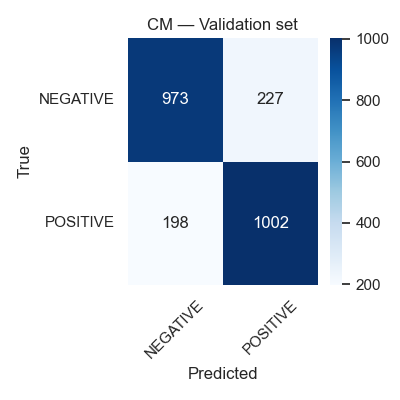 CM — Validation set
True
NEGATIVE
973
227
POSITIVE
198
1002
NEGATIVE
POSITIVE
Predicted
1000
800
600
400
200